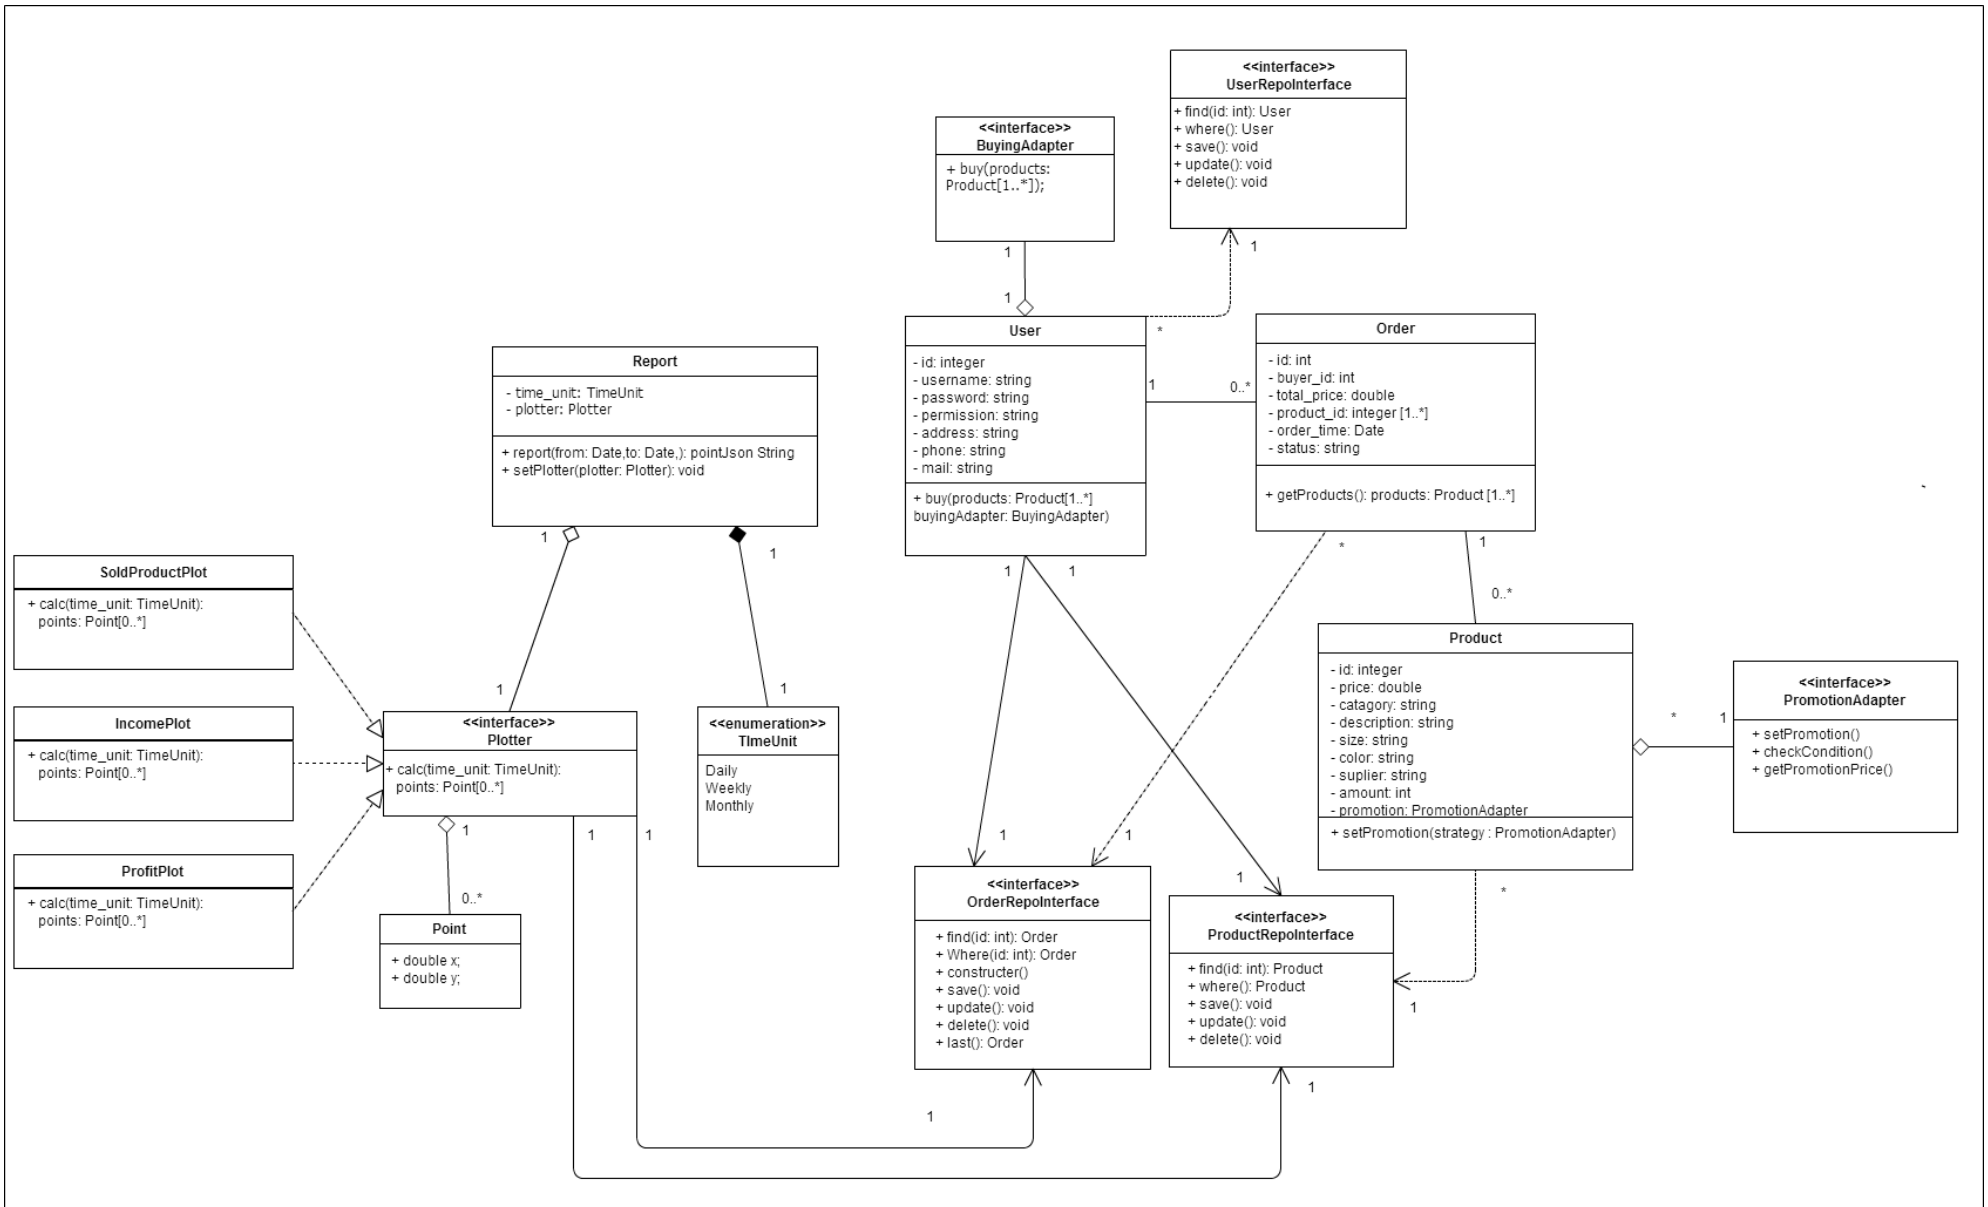 <<interface>>
UserRepoInterface
+ find(id: int): User
+ where(): User
+ save(): void
+ update(): void
+ delete(): void
1
<<interface>>
BuyingAdapter
+ buy(products:
Product[1..*]);
1
1
User
- id: integer
- username: string
- password: string
- permission: string
- address: string
- phone: string
- mail: string
+ buy(products: Product[1..*]
buyingAdapter: BuyingAdapter)
*
1
0..*
1
1
Order
- id: int
- buyer_id: int
- total_price: double
- product_id: integer [1..*]
- order_time: Date
- status: string
+ getProducts(): products: Product [1..*]
*
1
0..*
Report
- time_unit: TimeUnit
- plotter: Plotter
+ report(from: Date,to: Date,): pointJson String
+ setPlotter(plotter: Plotter): void
1
1
1
1
SoldProductPlot
+ calc(time_unit: TimeUnit):
points: Point[0..*]
IncomePlot
+ calc(time_unit: TimeUnit):
points: Point[0..*]
ProfitPlot
+ calc(time_unit: TimeUnit):
points: Point[0..*]
<<interface>>
Plotter
+ calc(time_unit: TimeUnit):
points: Point[0..*]
1
1
1
0..*
<<enumeration>>
TImeUnit
Daily
Weekly
Monthly
Point
+ double x;
+ double y;
Product
- id: integer
- price: double
- catagory: string
- description: string
- size: string
- color: string
- suplier: string
- amount: int
- promotion: PromotionAdapter
+ setPromotion(strategy : PromotionAdapter)
*
1
*
1
<<interface>>
PromotionAdapter
+ setPromotion()
+ checkCondition()
+ getPromotionPrice()
1
1
1
<<interface>>
OrderRepoInterface
+ find(id: int): Order
+ Where(id: int): Order
+ constructer()
+ save(): void
+ update(): void
+ delete(): void
+ last(): Order
<<interface>>
ProductRepoInterface
+ find(id: int): Product
+ where(): Product
+ save(): void
+ update(): void
+ delete(): void
1
1